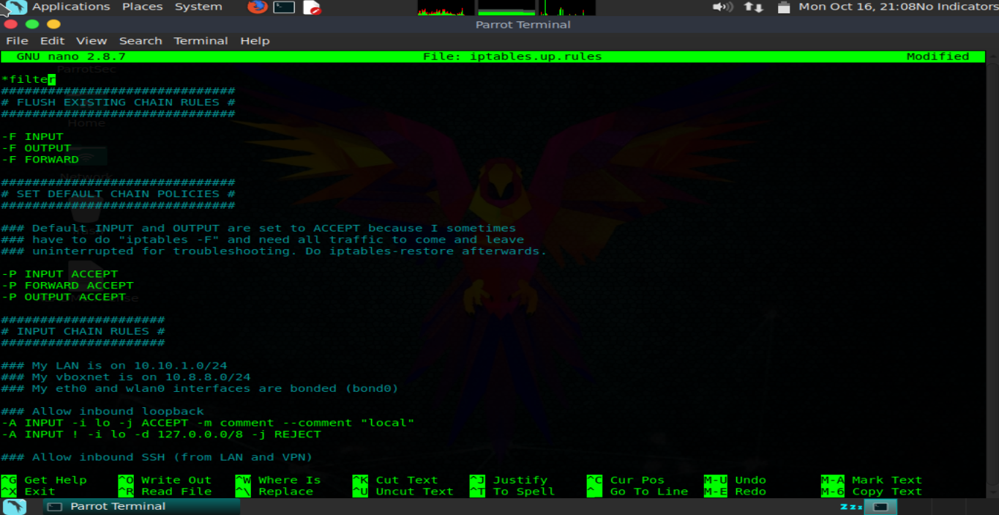 Applications Places System Mon Oct 16, 21:08No Indicators
Parrot Terminal
File Edit View Search Terminal Help
GNU nano 2.8.7 File: iptables.up.rules Modified
ParrotSec
*filter
##############################
# FLUSH EXISTING CHAIN RULES #
##############################
Home
-F INPUT
-F OUTPUT
-F FORWARD
Network
##############################
# SET DEFAULT CHAIN POLICIES #
##############################
### Default INPUT and OUTPUT are set to ACCEPT because I sometimes
### have to do "iptables -F" and need all traffic to come and leave
### uninterrupted for troubleshooting. Do iptables-restore afterwards.
-P INPUT ACCEPT
-P FORWARD ACCEPT
-P OUTPUT ACCEPT
#####################
# INPUT CHAIN RULES #
#####################
### My LAN is on 10.10.1.0/24
### My vboxnet is on 10.8.8.0/24
### My eth0 and wlan0 interfaces are bonded (bond0)
### Allow inbound loopback
-A INPUT -i lo -j ACCEPT -m comment --comment "local"
-A INPUT ! -i lo -d 127.0.0.0/8 -j REJECT
### Allow inbound SSH (from LAN and VPN)
^G Get Help ^O Write Out ^W Where Is ^K Cut Text ^J Justify ^C Cur Pos M-U Undo M-A Mark Text
^X Exit ^R Read File ^\ Replace ^U Uncut Text ^T To Spell ^_ Go To Line M-E Redo M-6 Copy Text
Parrot Terminal zzz